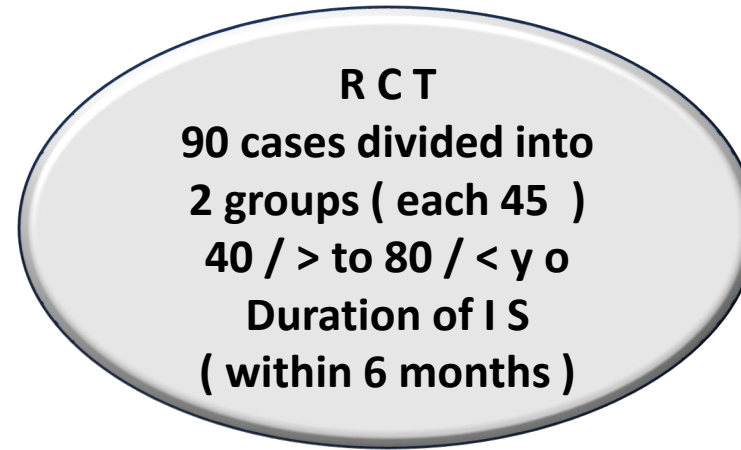 R C T
90 cases divided into
2 groups ( each 45  )
40 / > to 80 / < y o
Duration of I S
( within 6 months )